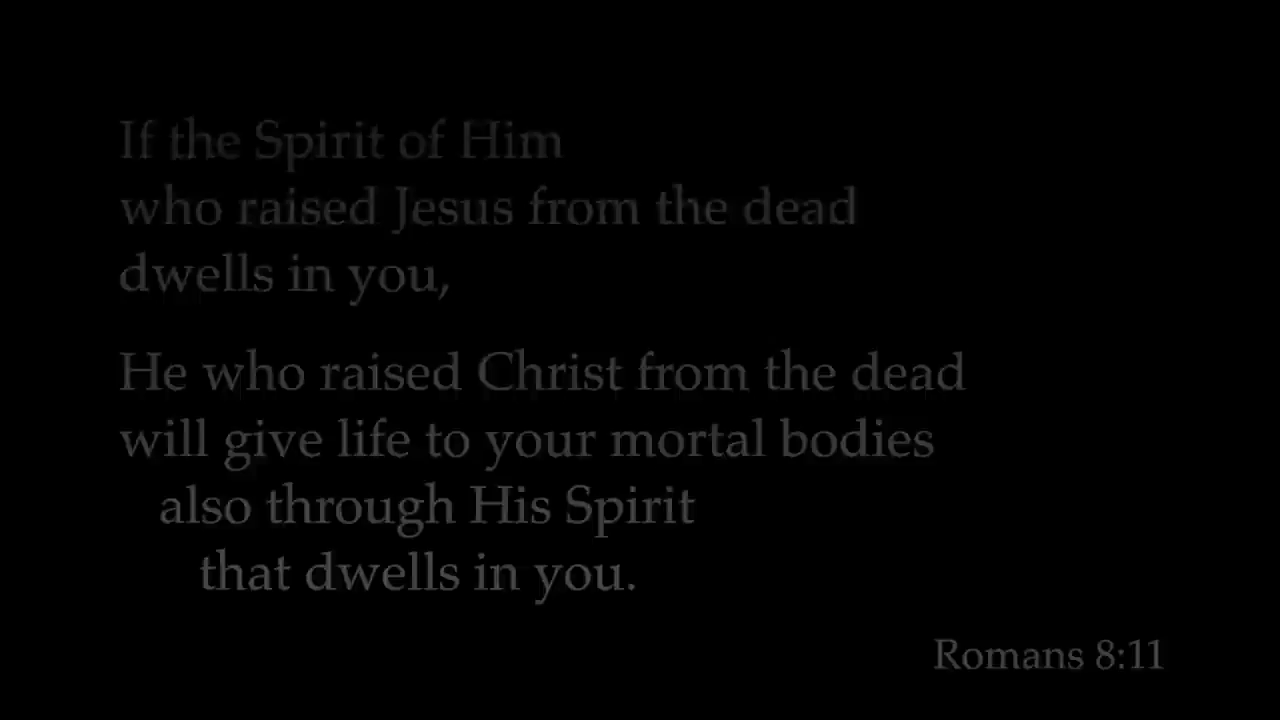 If the Spirit of Him
who raised Jesus from the dead
dwells in you,
He who raised Christ from the dead
will give life to your mortal bodies
also through His Spirit
that dwells in you.
Romans 8:11